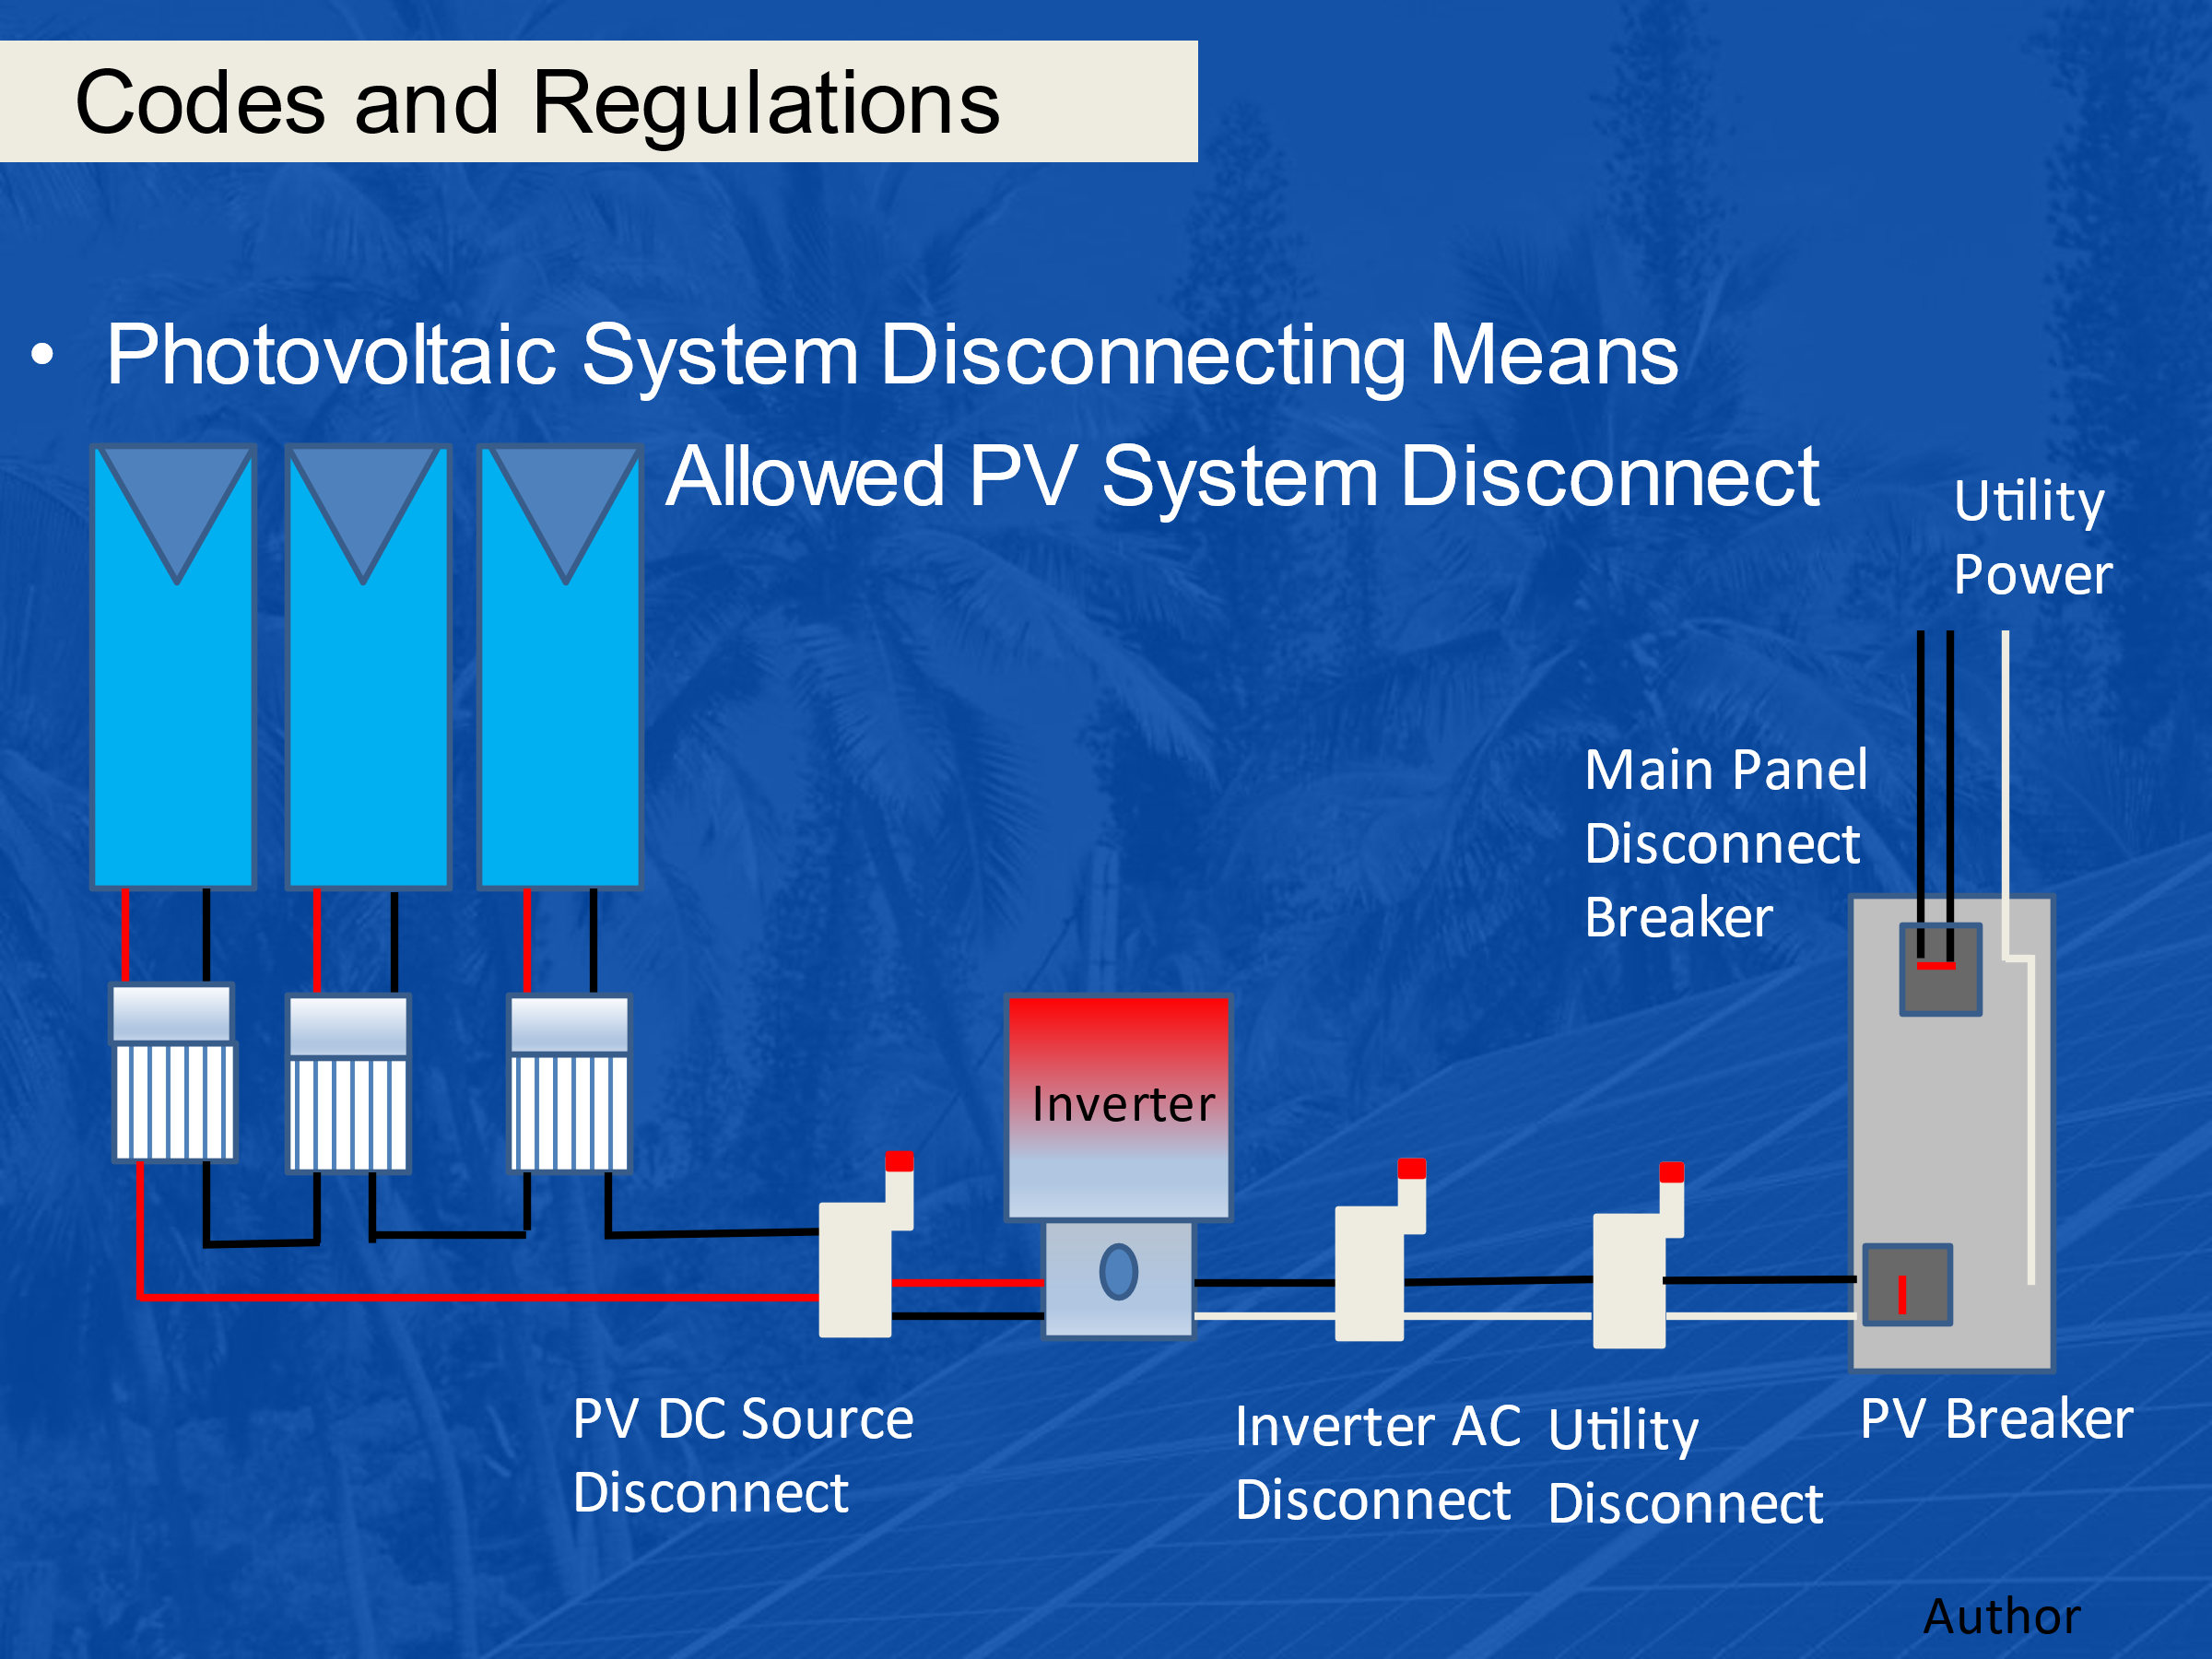 Codes and Regulations
• Photovoltaic System Disconnecting Means
Allowed PV System Disconnect
Utility
Power
Main Panel
Disconnect
Breaker
Inverter
PV DC Source
Disconnect
Inverter AC
Disconnect
Utility
Disconnect
PV Breaker
Author